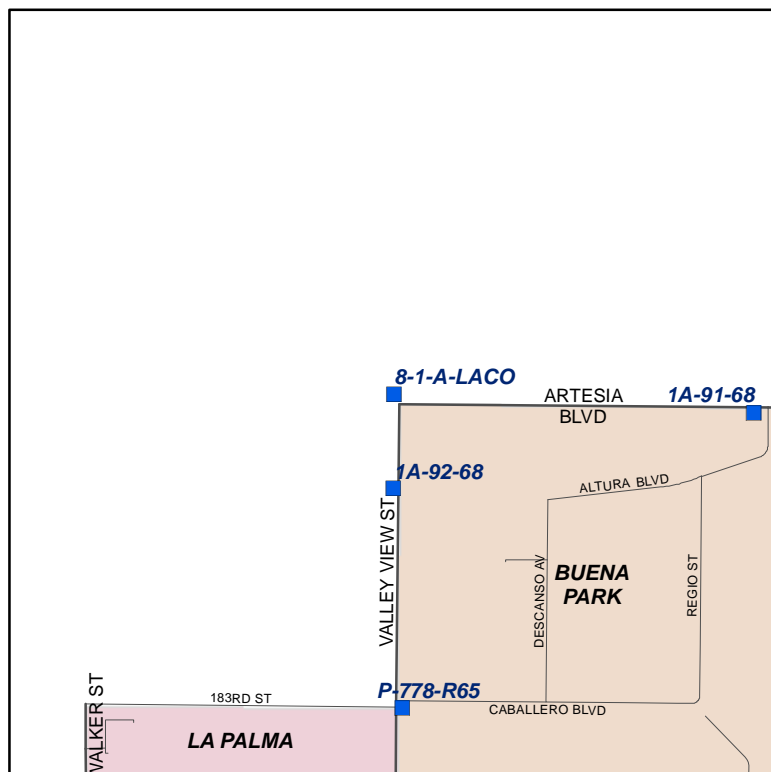 8-1-A-LACO
ARTESIA
BLVD
1A-91-68
1A-92-68
ALTURA BLVD
VALLEY VIEW ST
DESCANSO AV
BUENA
PARK
REGIO ST
P-778-R65
183RD ST
CABALLERO BLVD
WALKER ST
LA PALMA